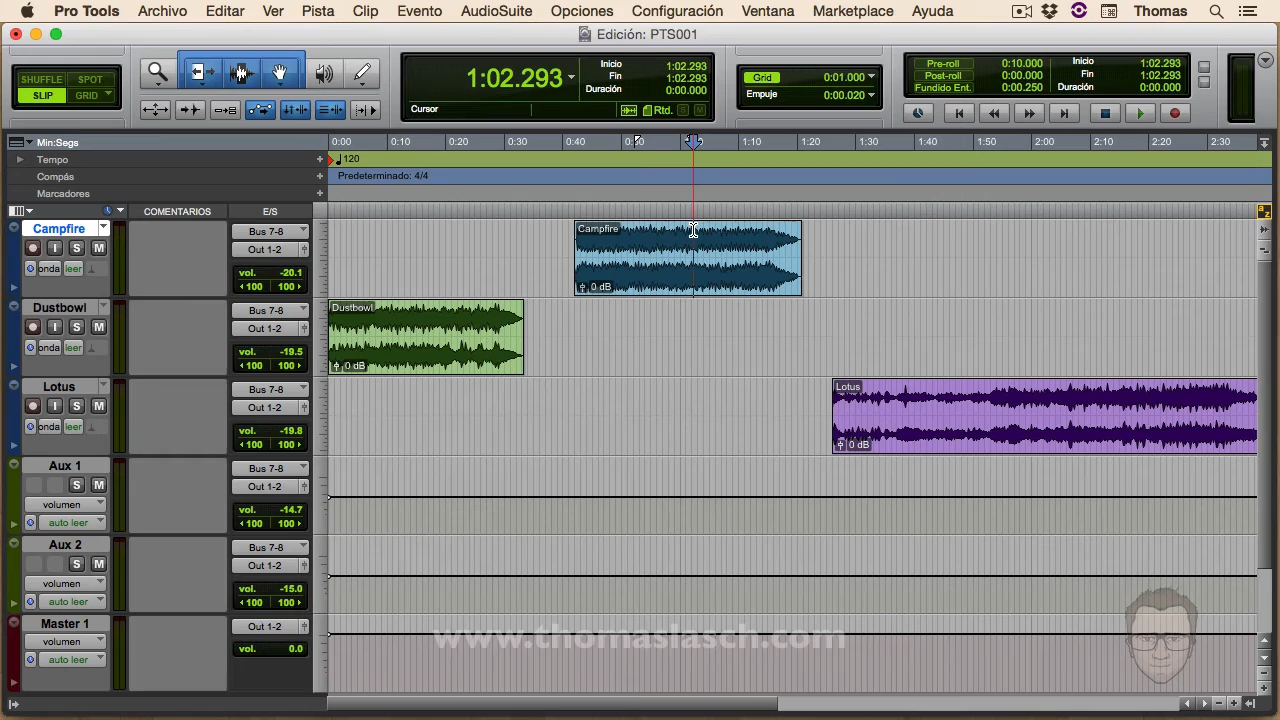 Pro Tools Archivo Editar Ver Pista Clip Evento AudioSuite Opciones Configuración Ventana Marketplace Ayuda Thomas
Edición: PTS001
SHUFFLE SPOT
SLIP GRID
1:02.293
Inicio 1:02.293
Fin 1:02.293
Duración 0:00.000
Cursor Rtd.
Grid 0:01.000
Empuje 0:00.020
Pre-roll 0:10.000
Post-roll 0:00.000
Fundido Ent. 0:00.250
Inicio 1:02.293
Fin 1:02.293
Duración 0:00.000
Min:Segs 0:00 0:10 0:20 0:30 0:40 1:10 1:20 1:30 1:40 1:50 2:00 2:10 2:20 2:30
Tempo 120
Compás Predeterminado: 4/4
Marcadores
COMENTARIOS E/S
Campfire Bus 7-8 Campfire
I S M Out 1-2
onda leer vol. -20.1
100 100 0 dB
Dustbowl Bus 7-8 Dustbowl
I S M Out 1-2
onda leer vol. -19.5
100 100 0 dB
Lotus Bus 7-8 Lotus
I S M Out 1-2
onda leer vol. -19.8
100 100 0 dB
Aux 1 Bus 7-8
S M Out 1-2
volumen vol. -14.7
auto leer 100 100
Aux 2 Bus 7-8
S M Out 1-2
volumen vol. -15.0
auto leer 100 100
Master 1 Out 1-2
volumen vol. 0.0
auto leer
www.thomaslasch.com